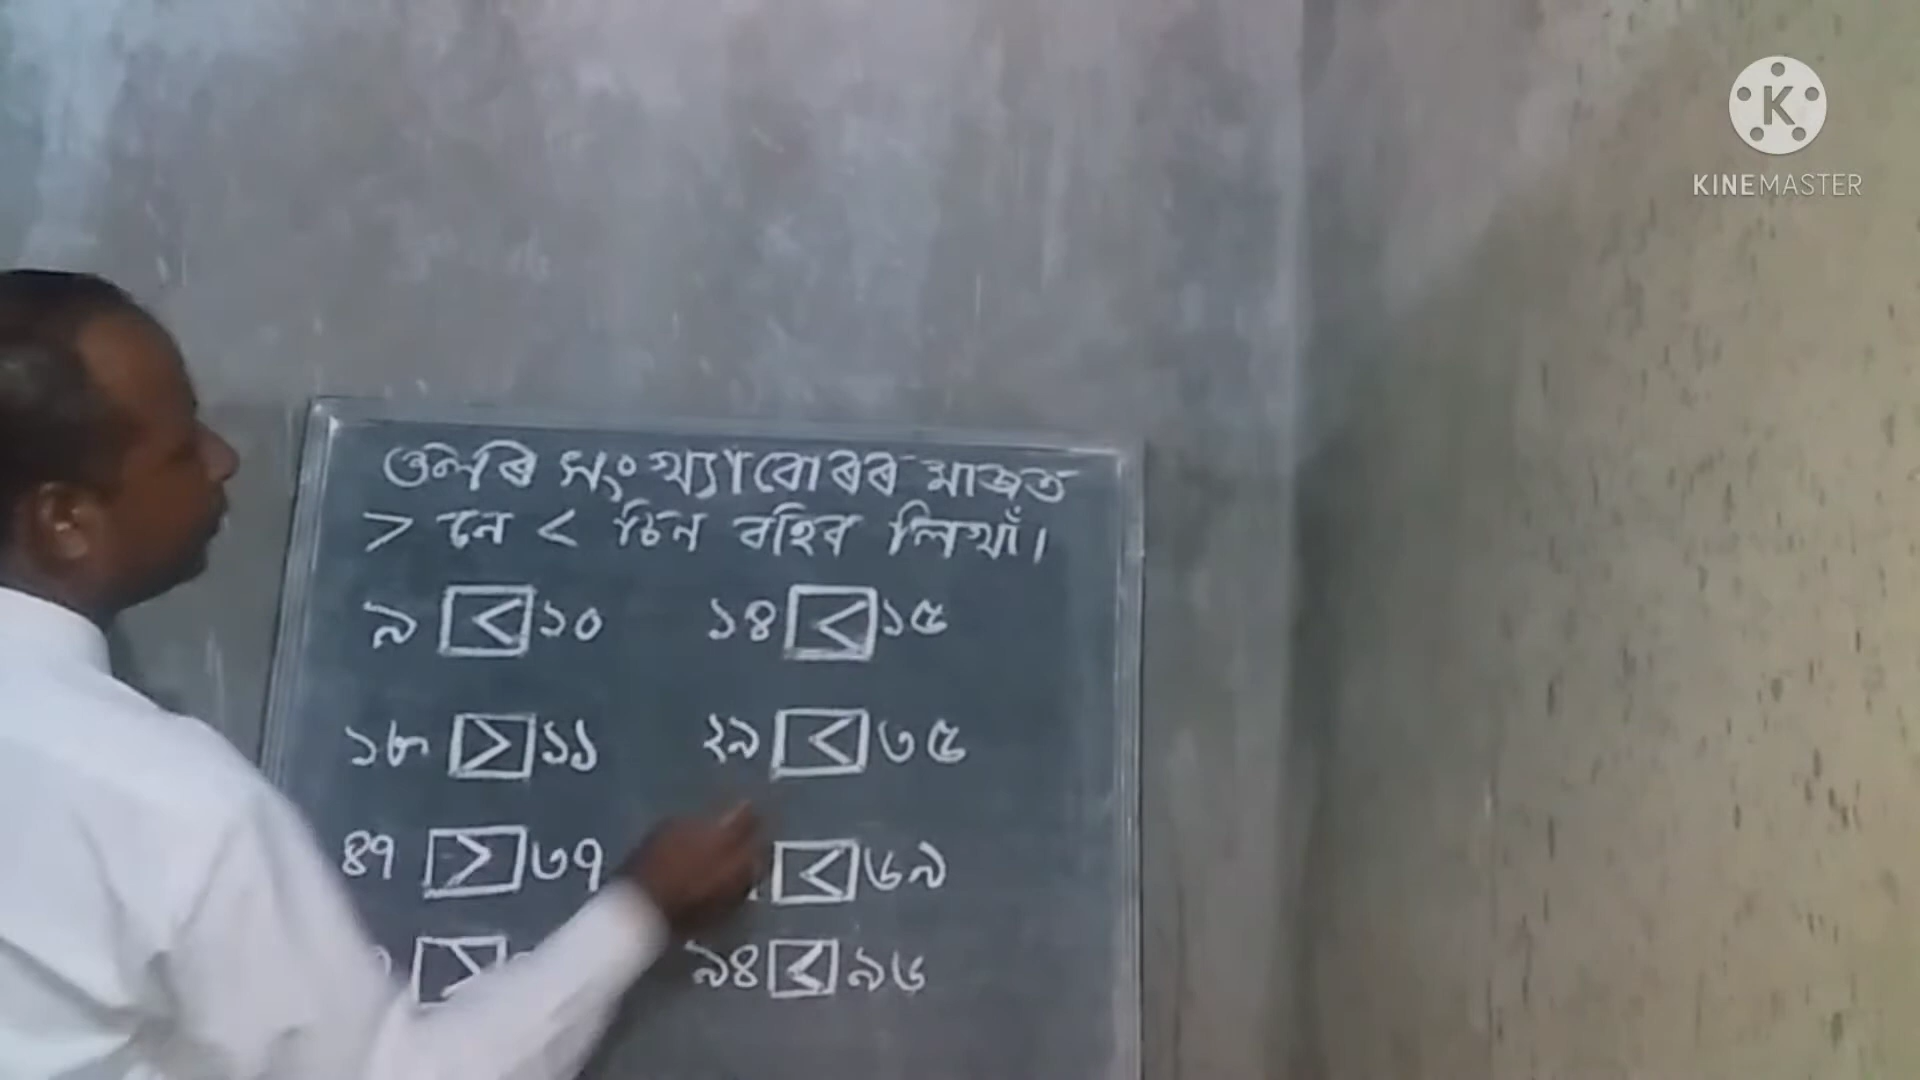 তলৰ সংখ্যাবোৰৰ মাজত
> নে < চিন বহিব লিখাঁ।
৯ < ১০ ১৪ < ১৫
১৮ > ১১ ২৯ < ৩৫
৪৭ > ৩৭ < ৬৯
> ৯৪ < ৯৬
KINEMASTER